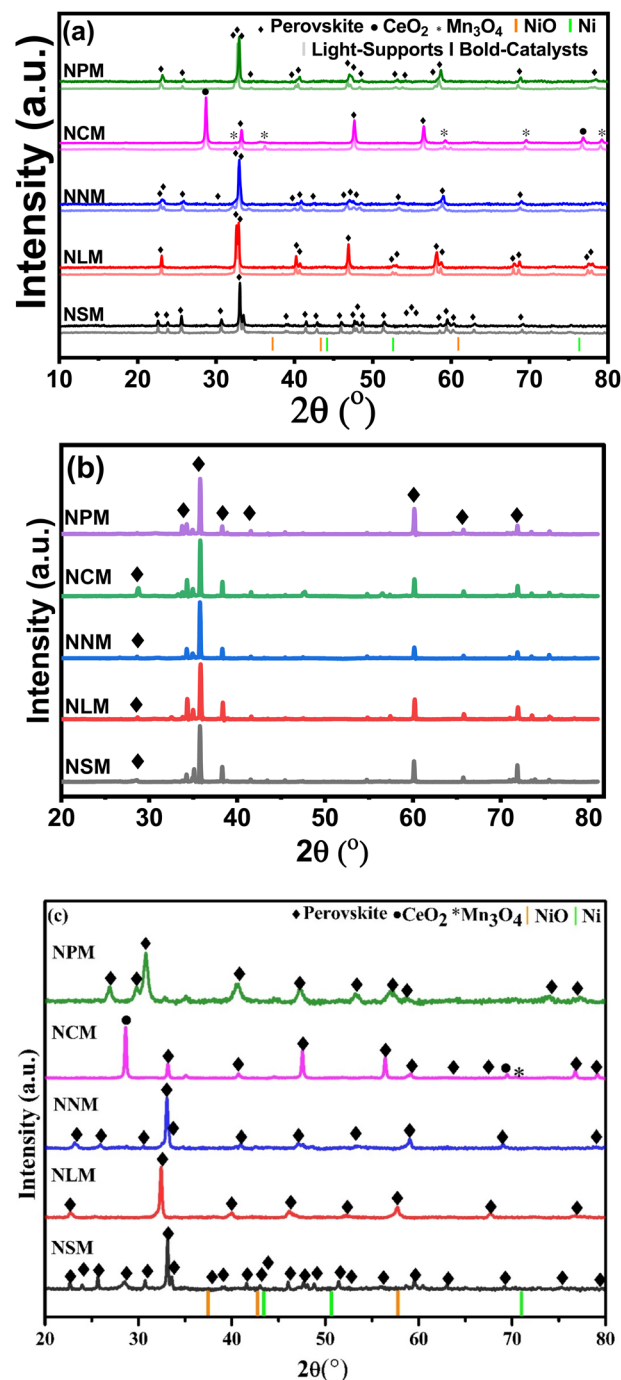 (a)
♦ Perovskite ● CeO₂ * Mn₃O₄ | NiO | Ni
| Light-Supports I Bold-Catalysts
NPM
NCM
NNM
NLM
NSM
Intensity (a.u.)
10 20 30 40 50 60 70 80
2θ (°)
(b)
NPM
NCM
NNM
NLM
NSM
Intensity (a.u.)
20 30 40 50 60 70 80
2θ (°)
(c)
♦Perovskite ●CeO₂ *Mn₃O₄ | NiO | Ni
NPM
NCM
NNM
NLM
NSM
Intensity (a.u.)
20 30 40 50 60 70 80
2θ(°)